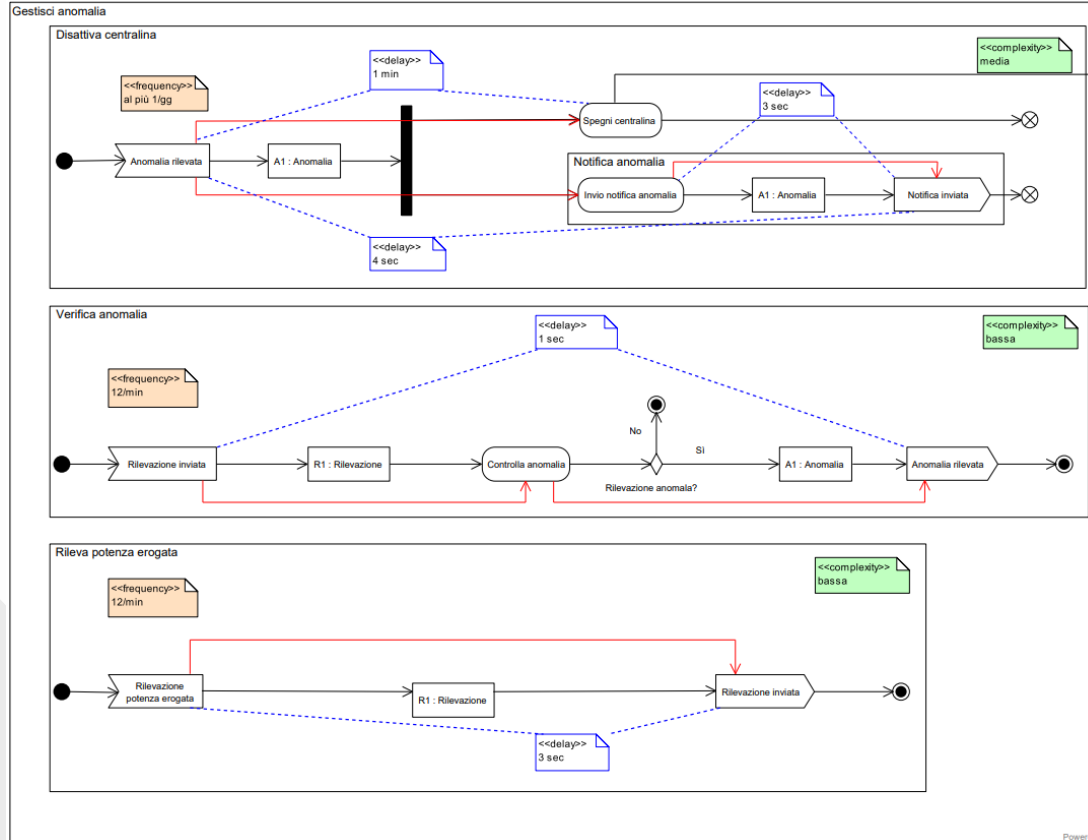 Gestisci anomalia
Disattiva centralina
<<delay>>
1 min
<<complexity>>
media
<<frequency>>
al più 1/gg
<<delay>>
3 sec
Spegni centralina
Anomalia rilevata
A1 : Anomalia
Notifica anomalia
Invio notifica anomalia
A1 : Anomalia
Notifica inviata
<<delay>>
4 sec
Verifica anomalia
<<delay>>
1 sec
<<complexity>>
bassa
<<frequency>>
12/min
No
Sì
Rilevazione inviata
R1 : Rilevazione
Controlla anomalia
A1 : Anomalia
Anomalia rilevata
Rilevazione anomala?
Rileva potenza erogata
<<complexity>>
bassa
<<frequency>>
12/min
Rilevazione
potenza erogata
R1 : Rilevazione
Rilevazione inviata
<<delay>>
3 sec
Power